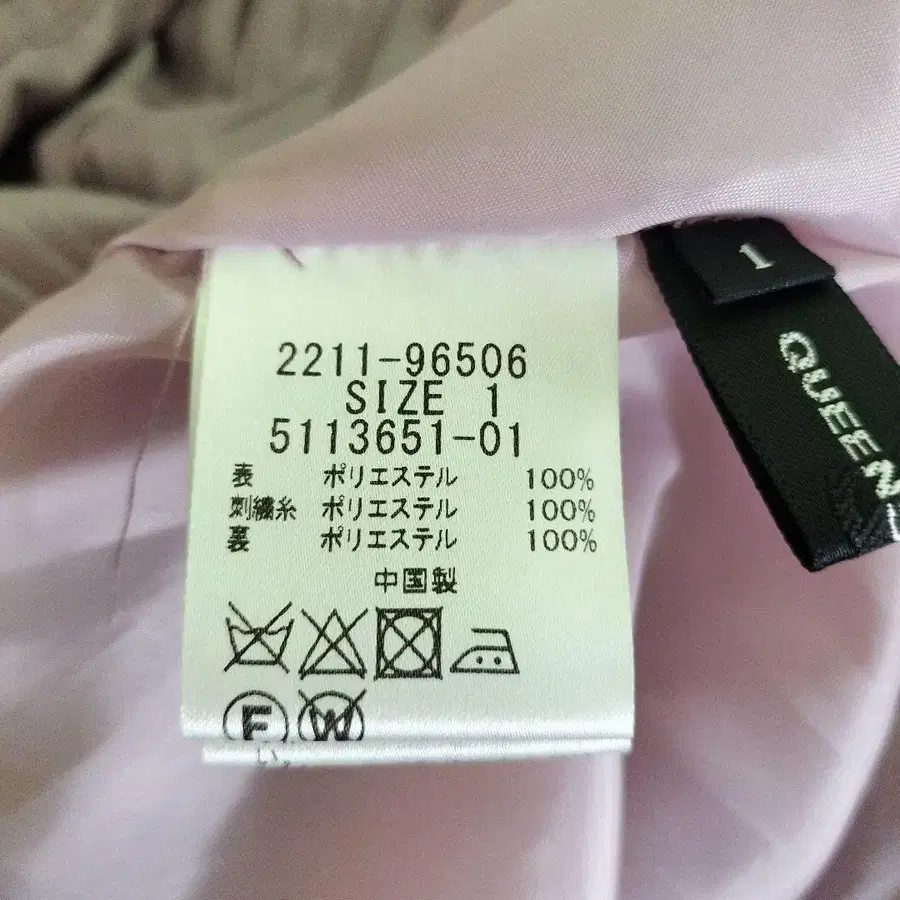 2211-96506
SIZE 1
5113651-01
表 ポリエステル 100%
刺繍糸 ポリエステル 100%
裏 ポリエステル 100%
中国製
F W
1
QUEEN